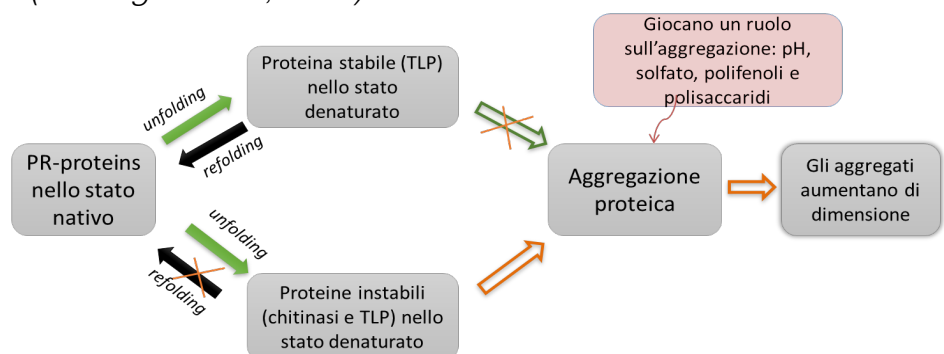 Giocano un ruolo
sull'aggregazione: pH,
solfato, polifenoli e
polisaccaridi
Proteina stabile (TLP)
nello stato
denaturato
unfolding
refolding
PR-proteins
nello stato
nativo
Aggregazione
proteica
Gli aggregati
aumentano di
dimensione
unfolding
refolding
Proteine instabili
(chitinasi e TLP) nello
stato denaturato